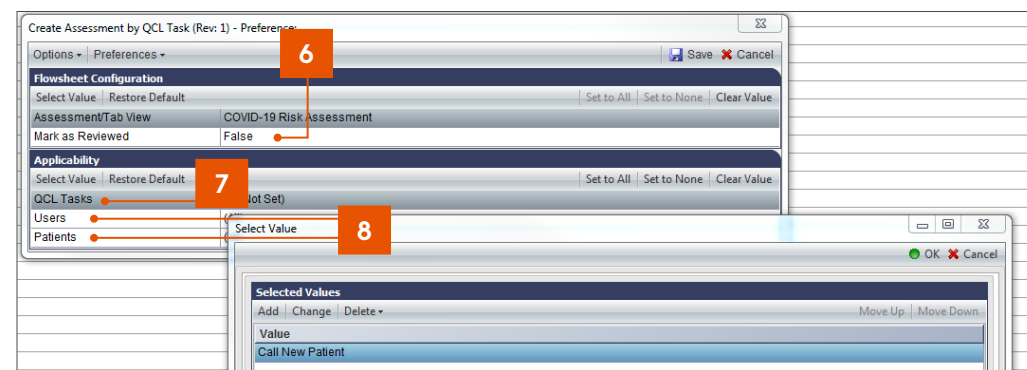 Create Assessment by QCL Task (Rev: 1) - Preference:
Options Preferences
Save Cancel
6
Flowsheet Configuration
Select Value Restore Default Set to All Set to None Clear Value
Assessment/Tab View COVID-19 Risk Assessment
Mark as Reviewed False
Applicability
Select Value Restore Default Set to All Set to None Clear Value
7
QCL Tasks Not Set)
Users
Patients
8
Select Value
OK Cancel
Selected Values
Add Change Delete Move Up Move Down
Value
Call New Patient